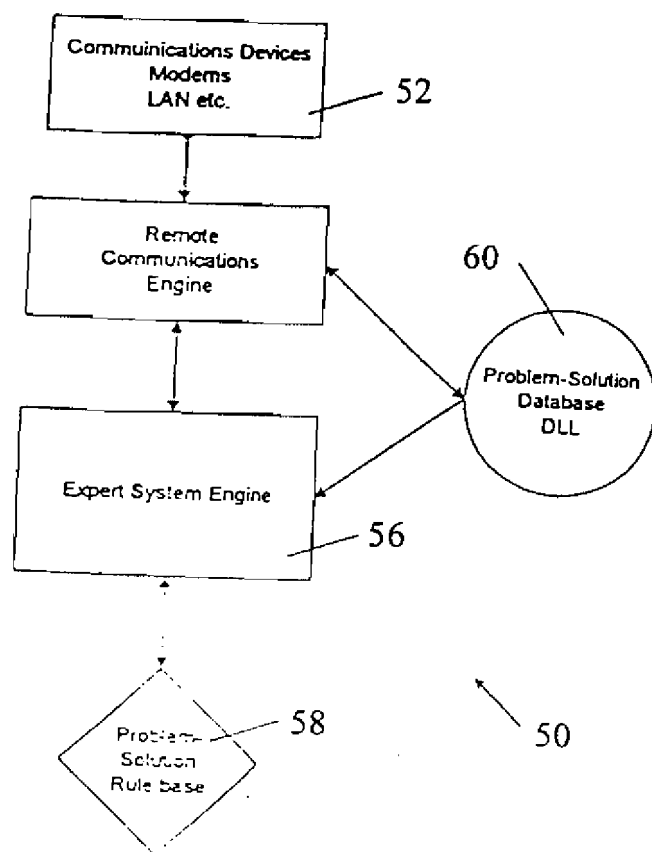 Commuinications Devices
Modems
LAN etc.
52
Remote
Communications
Engine
60
Problem-Solution
Database
DLL
Expert System Engine
56
58
Problem-
Solution
Rule base
50